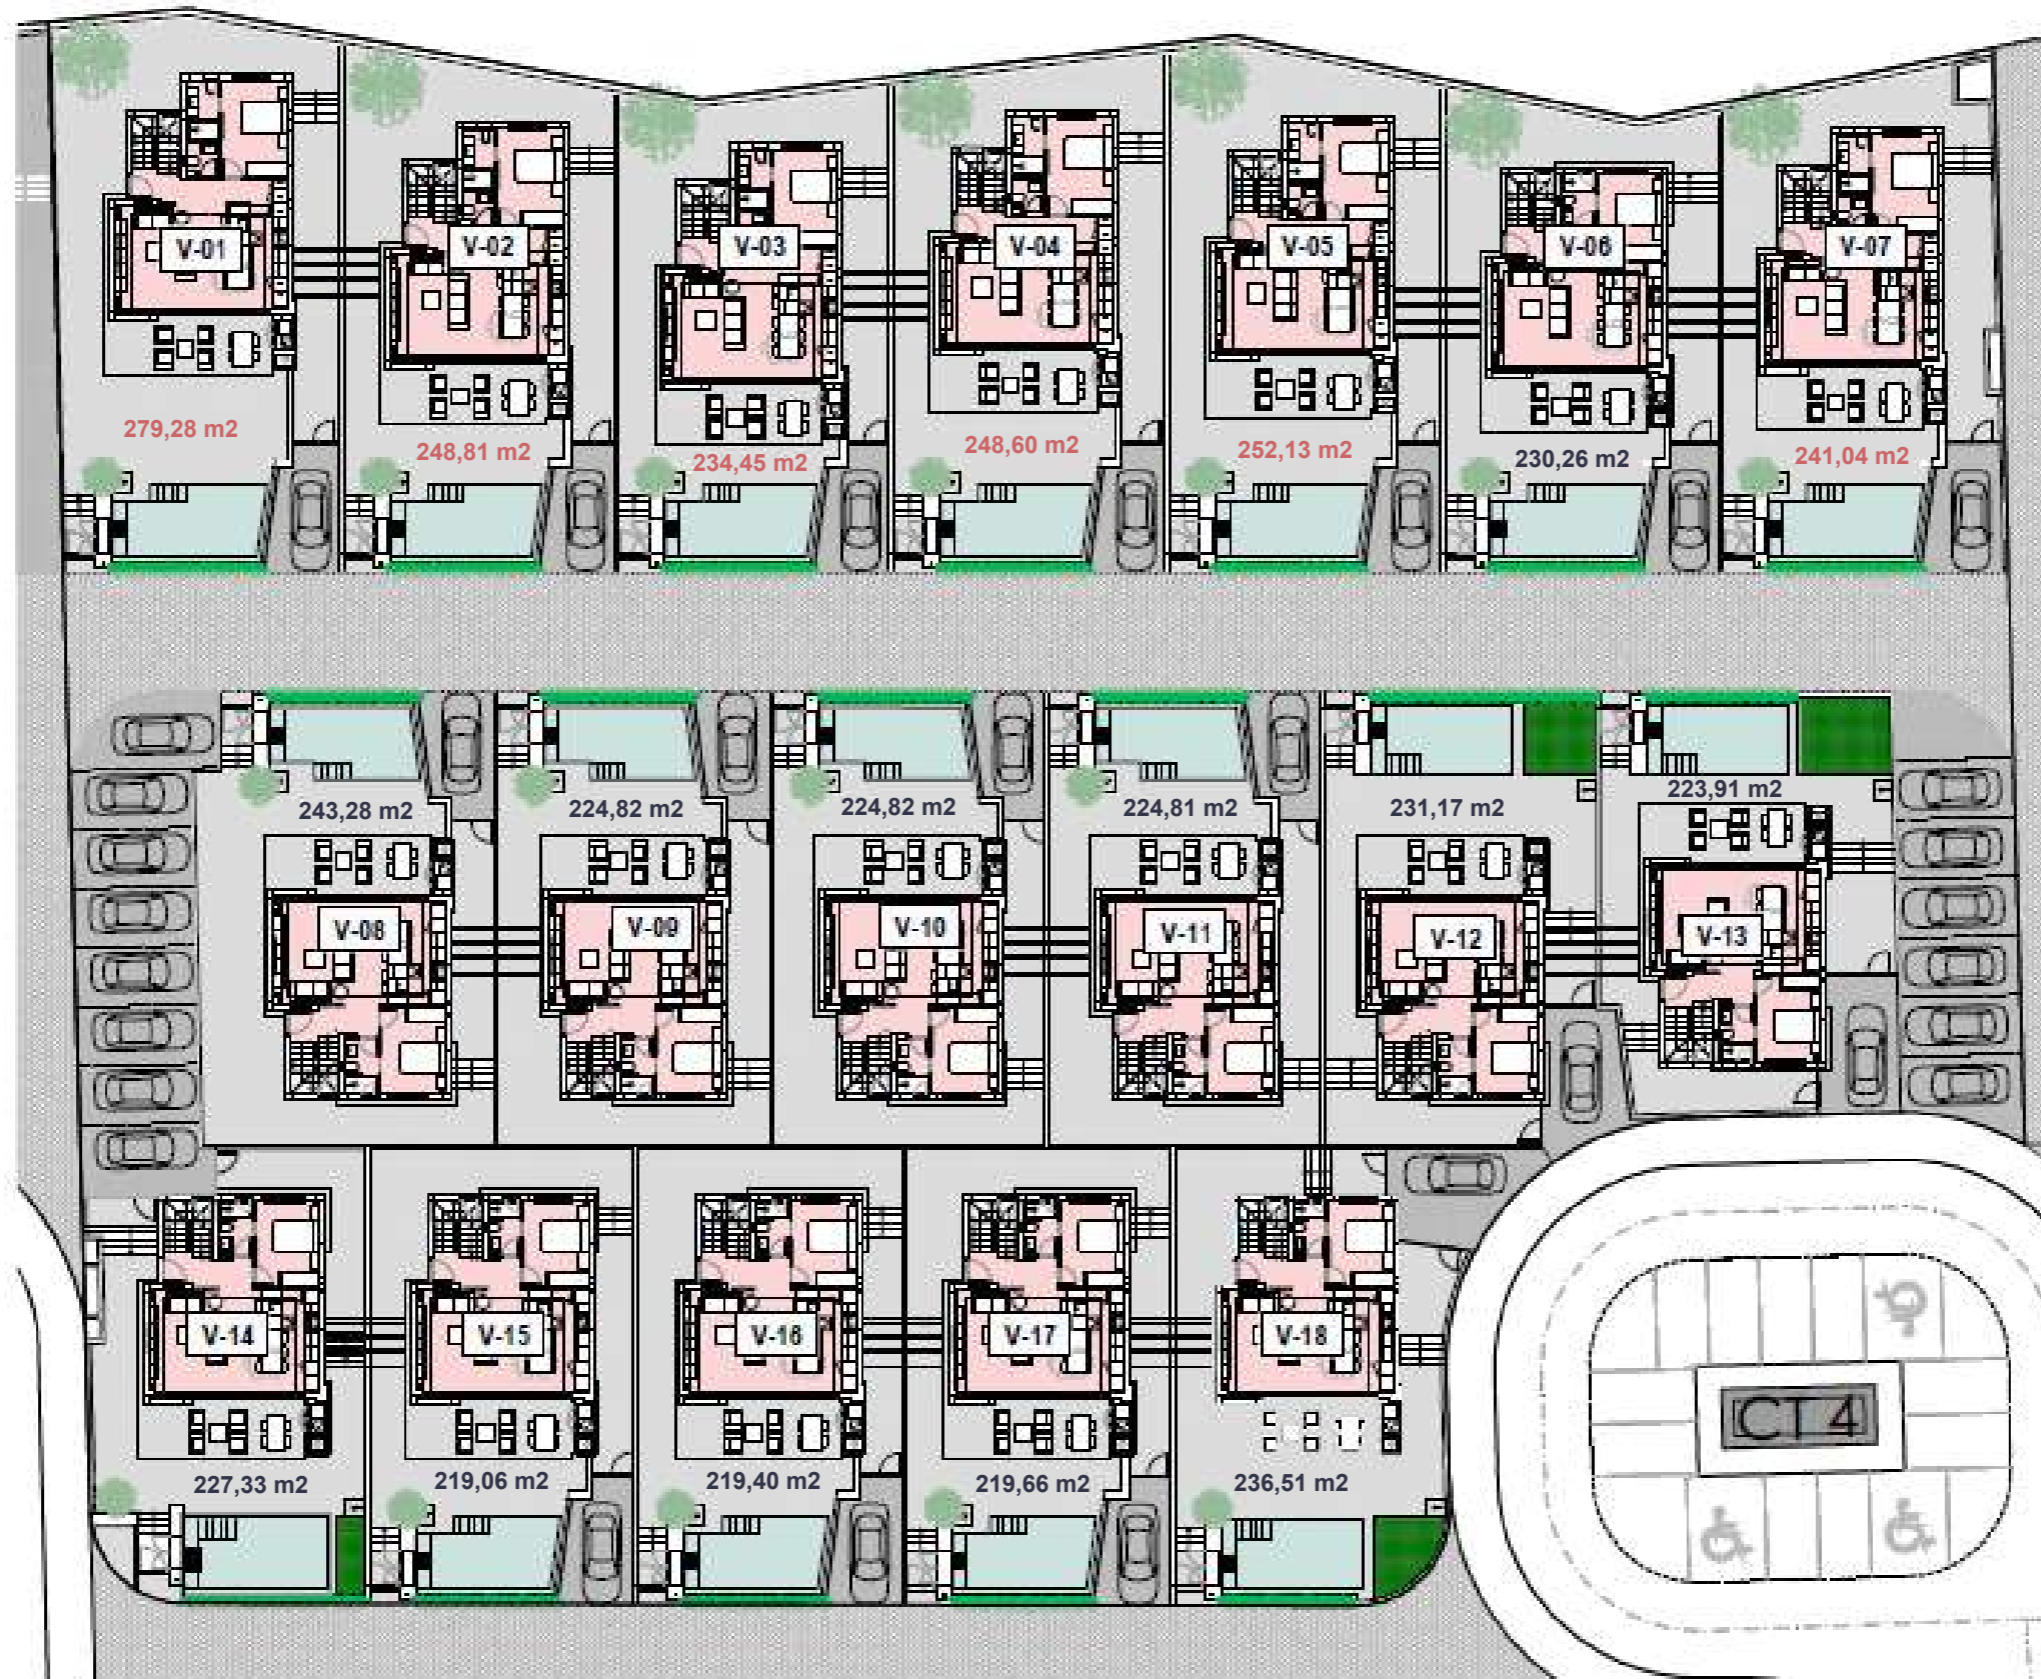 V-01
V-02
V-03
V-04
V-05
V-06
V-07
279,28 m2
248,81 m2
234,45 m2
248,60 m2
252,13 m2
230,26 m2
241,04 m2
243,28 m2
224,82 m2
224,82 m2
224,81 m2
231,17 m2
223,91 m2
V-08
V-09
V-10
V-11
V-12
V-13
V-14
V-15
V-16
V-17
V-18
CT 4
227,33 m2
219,06 m2
219,40 m2
219,66 m2
236,51 m2